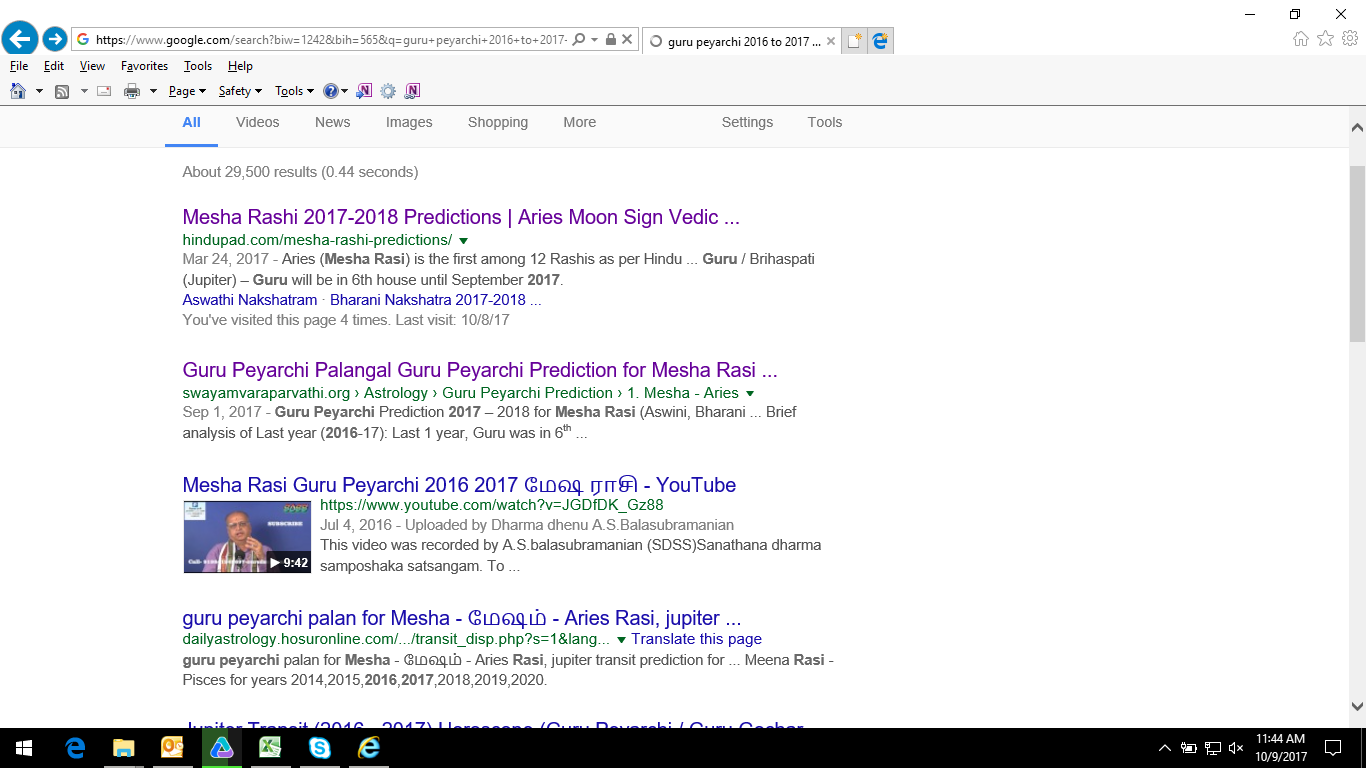 https://www.google.com/search?biw=1242&bih=565&q=guru+peyarchi+2016+to+2017-
guru peyarchi 2016 to 2017 ...
File Edit View Favorites Tools Help
Page Safety Tools
All Videos News Images Shopping More Settings Tools
About 29,500 results (0.44 seconds)
Mesha Rashi 2017-2018 Predictions | Aries Moon Sign Vedic ...
hindupad.com/mesha-rashi-predictions/
Mar 24, 2017 - Aries (Mesha Rasi) is the first among 12 Rashis as per Hindu ... Guru / Brihaspati
(Jupiter) – Guru will be in 6th house until September 2017.
Aswathi Nakshatram · Bharani Nakshatra 2017-2018 ...
You've visited this page 4 times. Last visit: 10/8/17
Guru Peyarchi Palangal Guru Peyarchi Prediction for Mesha Rasi ...
swayamvaraparvathi.org › Astrology › Guru Peyarchi Prediction › 1. Mesha - Aries
Sep 1, 2017 - Guru Peyarchi Prediction 2017 – 2018 for Mesha Rasi (Aswini, Bharani ... Brief
analysis of Last year (2016-17): Last 1 year, Guru was in 6th ...
Mesha Rasi Guru Peyarchi 2016 2017 மேஷ ராசி - YouTube
https://www.youtube.com/watch?v=JGDfDK_Gz88
Jul 4, 2016 - Uploaded by Dharma dhenu A.S.Balasubramanian
This video was recorded by A.S.balasubramanian (SDSS)Sanathana dharma
samposhaka satsangam. To ...
SDSS
SUBSCRIBE
9:42
guru peyarchi palan for Mesha - மேஷம் - Aries Rasi, jupiter ...
dailyastrology.hosuronline.com/.../transit_disp.php?s=1&lang... Translate this page
guru peyarchi palan for Mesha - மேஷம் - Aries Rasi, jupiter transit prediction for ... Meena Rasi -
Pisces for years 2014,2015,2016,2017,2018,2019,2020.
Jupiter Transit (2016 - 2017) Horoscope (Guru Peyarchi / Guru Gochar
11:44 AM
10/9/2017